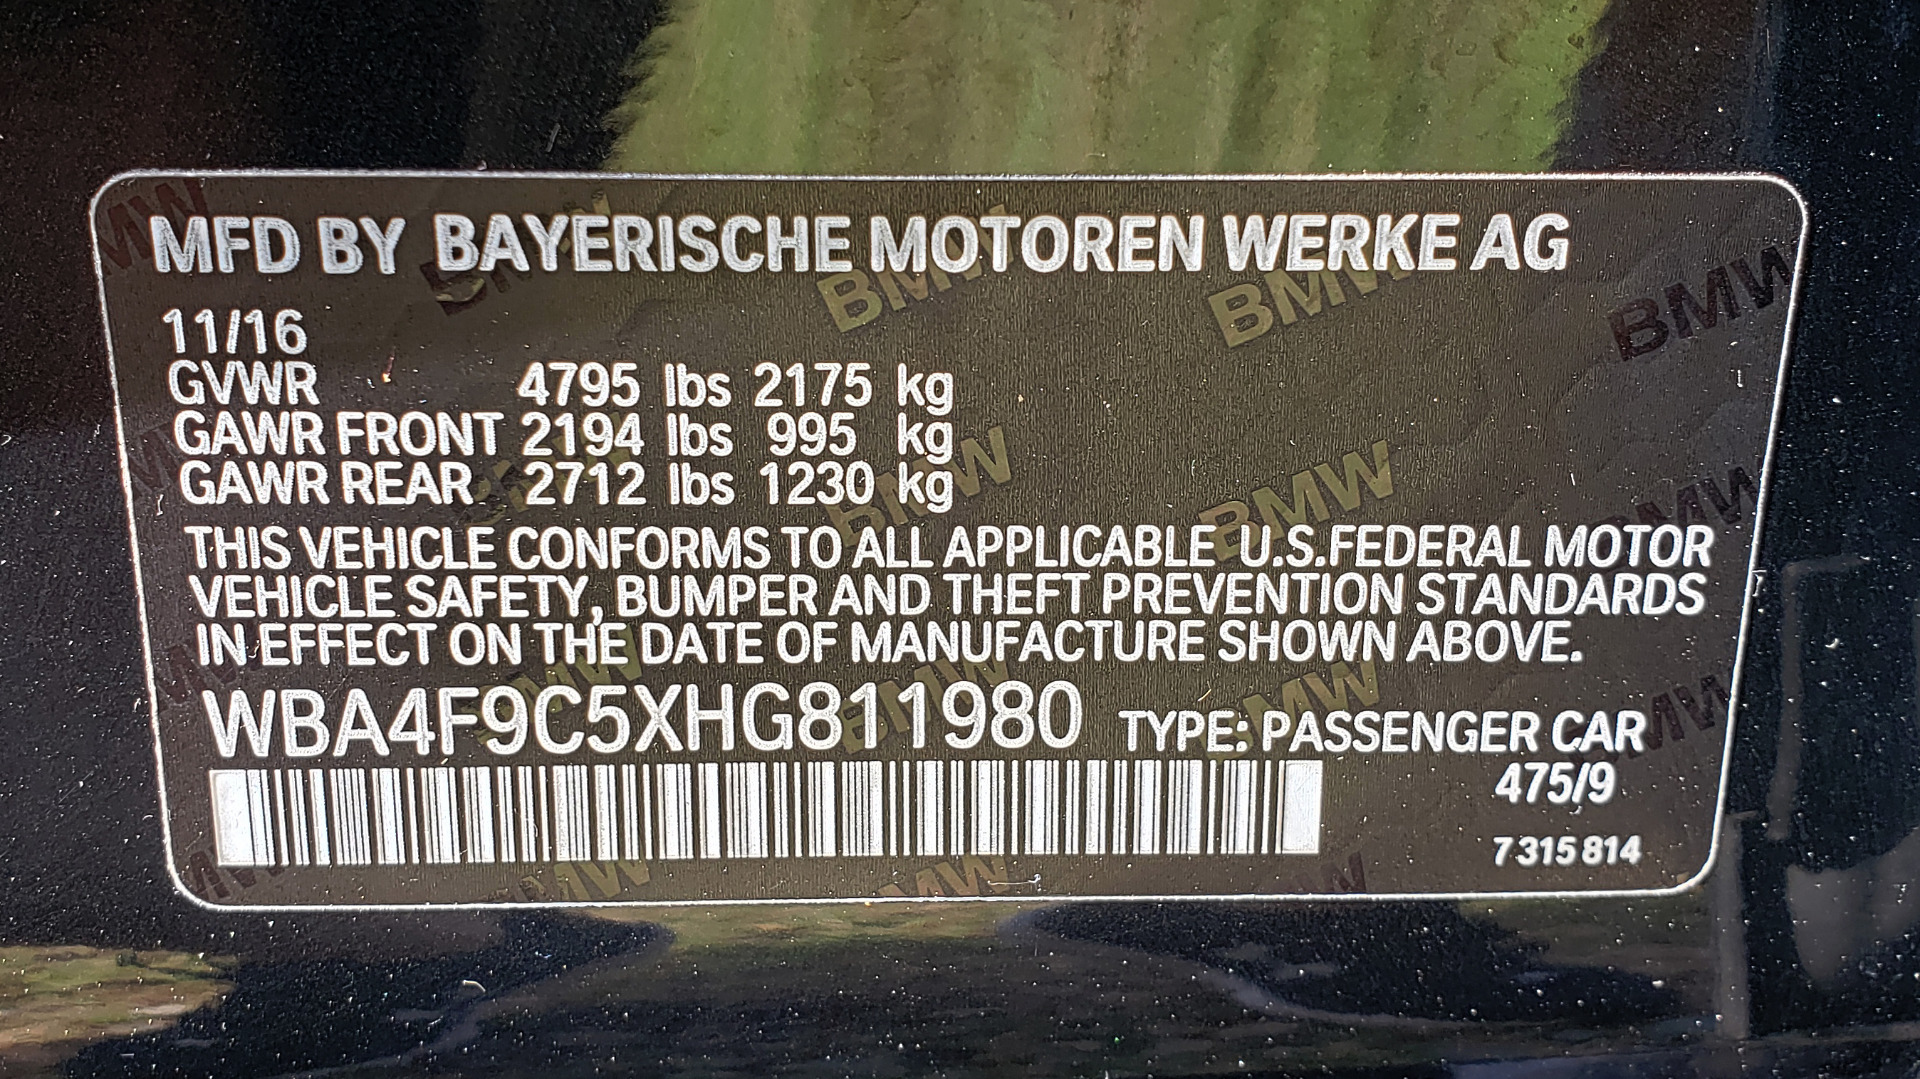 MFD BY BAYERISCHE MOTOREN WERKE AG
11/16
GVWR 4795 lbs 2175 kg
GAWR FRONT 2194 lbs 995 kg
GAWR REAR 2712 lbs 1230 kg
THIS VEHICLE CONFORMS TO ALL APPLICABLE U.S.FEDERAL MOTOR
VEHICLE SAFETY, BUMPER AND THEFT PREVENTION STANDARDS
IN EFFECT ON THE DATE OF MANUFACTURE SHOWN ABOVE.
WBA4F9C5XHG811980 TYPE: PASSENGER CAR
475/9
7 315 814